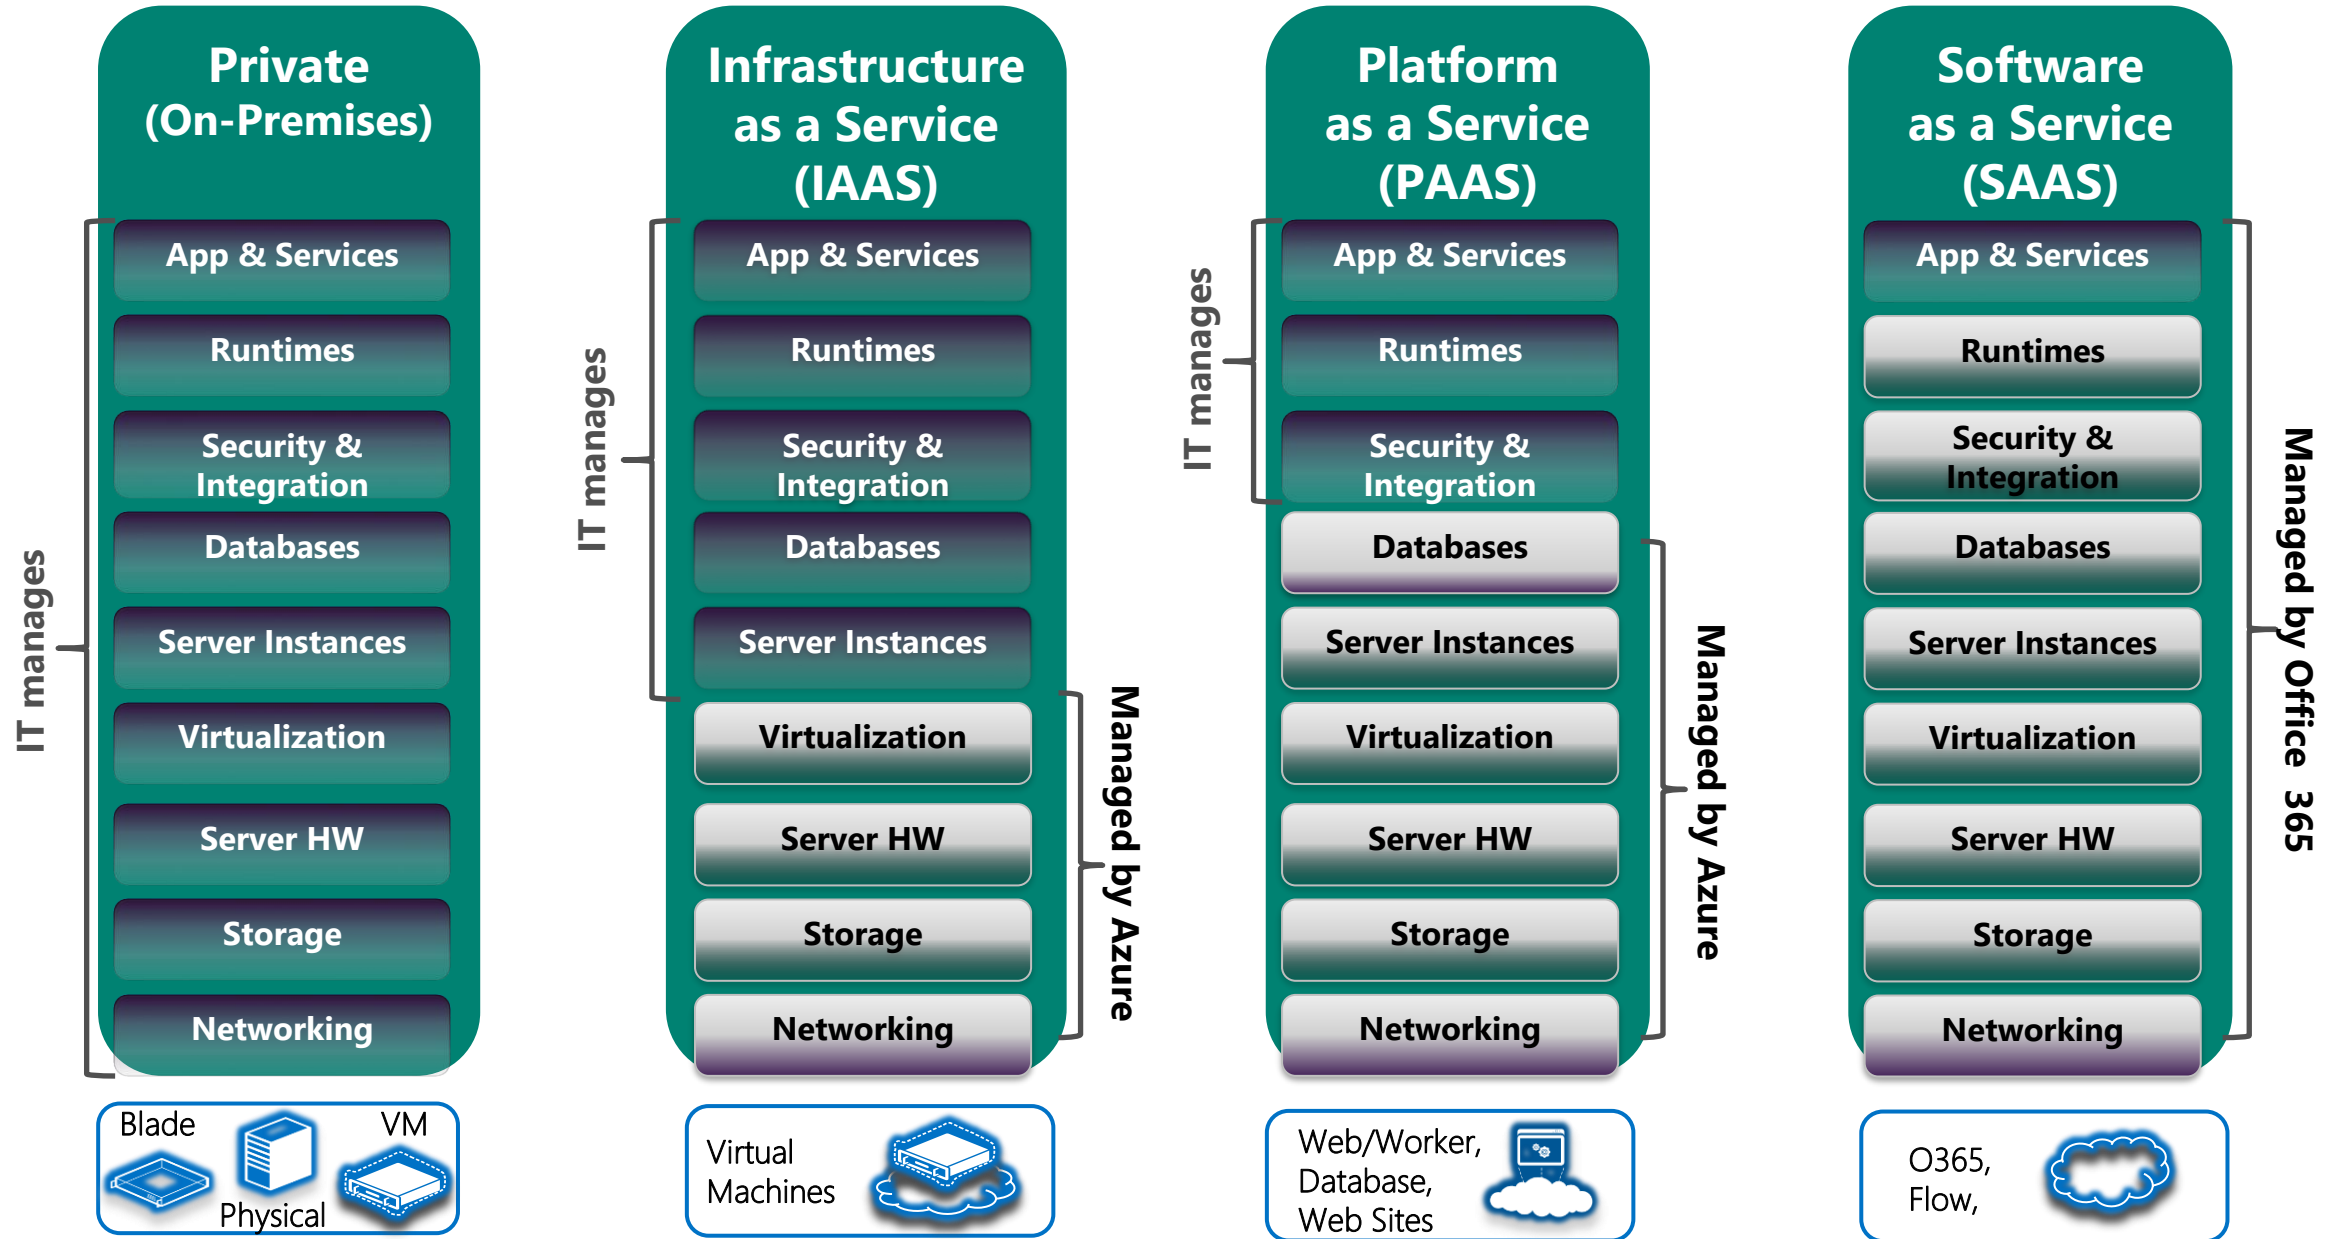 Private
(On-Premises)
IT manages
App & Services
Runtimes
Security &
Integration
Databases
Server Instances
Virtualization
Server HW
Storage
Networking
Blade
VM
Physical
Infrastructure
as a Service
(IAAS)
IT manages
App & Services
Runtimes
Security &
Integration
Databases
Server Instances
Virtualization
Server HW
Storage
Networking
Managed by Azure
Virtual
Machines
Platform
as a Service
(PAAS)
IT manages
App & Services
Runtimes
Security &
Integration
Databases
Server Instances
Virtualization
Server HW
Storage
Networking
Managed by Azure
Web/Worker,
Database,
Web Sites
Software
as a Service
(SAAS)
App & Services
Runtimes
Security &
Integration
Databases
Server Instances
Virtualization
Server HW
Storage
Networking
Managed by Office 365
O365,
Flow,